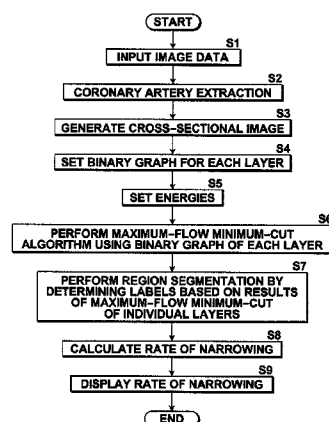 START
S1
INPUT IMAGE DATA
S2
CORONARY ARTERY EXTRACTION
S3
GENERATE CROSS-SECTIONAL IMAGE
S4
SET BINARY GRAPH FOR EACH LAYER
S5
SET ENERGIES
S6
PERFORM MAXIMUM-FLOW MINIMUM-CUT
ALGORITHM USING BINARY GRAPH OF EACH LAYER
S7
PERFORM REGION SEGMENTATION BY
DETERMINING LABELS BASED ON RESULTS
OF MAXIMUM-FLOW MINIMUM-CUT
OF INDIVIDUAL LAYERS
S8
CALCULATE RATE OF NARROWING
S9
DISPLAY RATE OF NARROWING
END